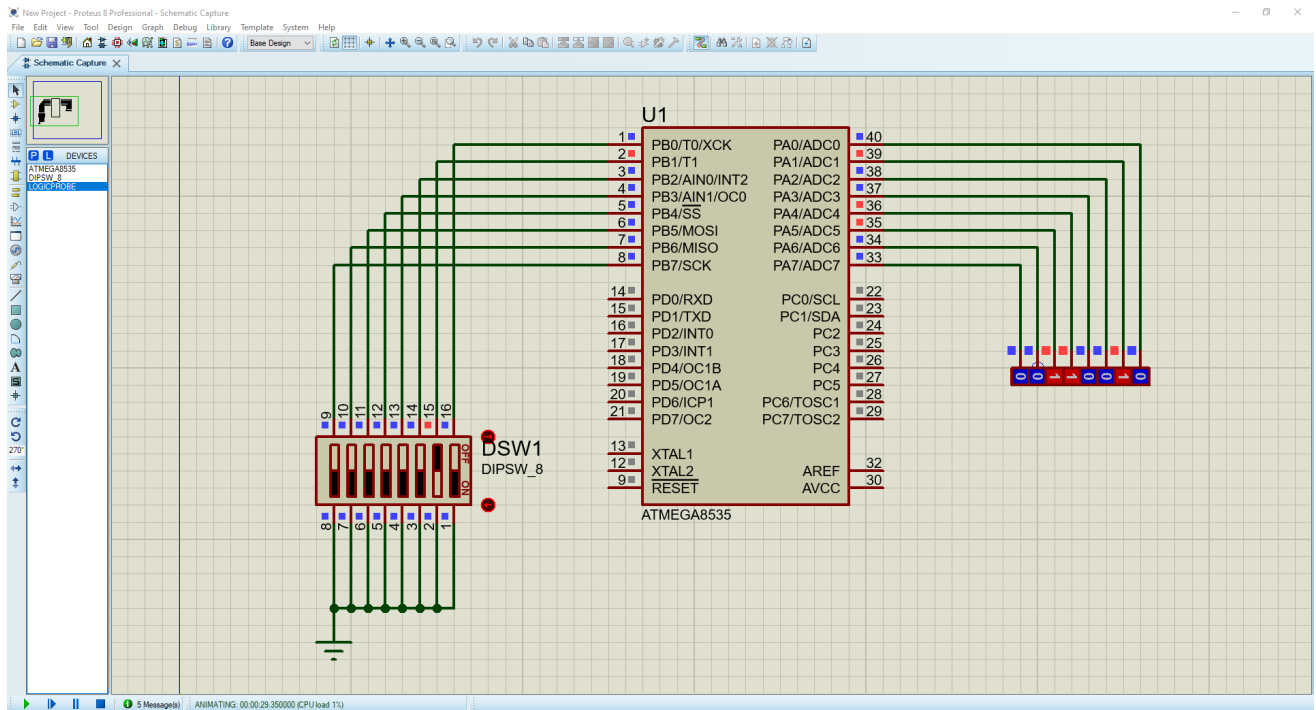 New Project - Proteus 8 Professional - Schematic Capture
File Edit View Tool Design Graph Debug Library Template System Help
Base Design
Schematic Capture
P L DEVICES
ATMEGA8535
DIPSW_8
LOGICPROBE
LBL
A
S
270°
U1
1 PB0/T0/XCK PA0/ADC0 40
2 PB1/T1 PA1/ADC1 39
3 PB2/AIN0/INT2 PA2/ADC2 38
4 PB3/AIN1/OC0 PA3/ADC3 37
5 PB4/SS PA4/ADC4 36
6 PB5/MOSI PA5/ADC5 35
7 PB6/MISO PA6/ADC6 34
8 PB7/SCK PA7/ADC7 33
14 PD0/RXD PC0/SCL 22
15 PD1/TXD PC1/SDA 23
16 PD2/INT0 PC2 24
17 PD3/INT1 PC3 25
18 PD4/OC1B PC4 26
19 PD5/OC1A PC5 27
20 PD6/ICP1 PC6/TOSC1 28
21 PD7/OC2 PC7/TOSC2 29
13 XTAL1
12 XTAL2 AREF 32
9 RESET AVCC 30
ATMEGA8535
0 0 1 1 0 0 1 0
9 10 11 12 13 14 15 16
OFF
ON
DSW1
DIPSW_8
8 7 6 5 4 3 2 1
5 Message(s) ANIMATING: 00:00:29.350000 (CPU load 1%)